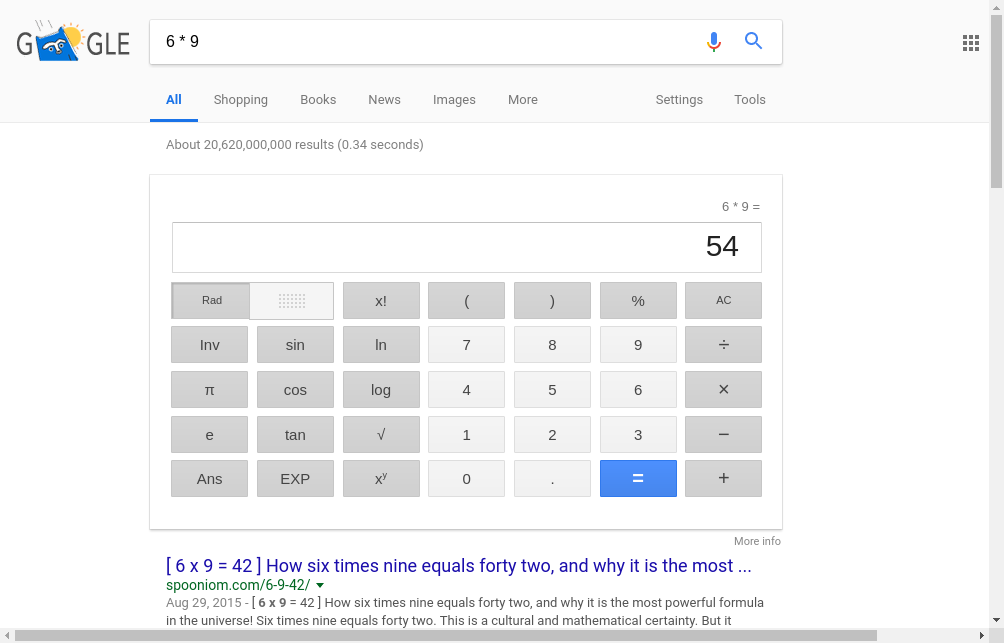 G GLE
6 * 9
All Shopping Books News Images More Settings Tools
About 20,620,000,000 results (0.34 seconds)
6 * 9 =
54
Rad x! ( ) % AC
Inv sin ln 7 8 9 ÷
π cos log 4 5 6 ×
e tan √ 1 2 3 −
Ans EXP xʸ 0 . = +
More info
[ 6 x 9 = 42 ] How six times nine equals forty two, and why it is the most ...
spooniom.com/6-9-42/
Aug 29, 2015 - [ 6 x 9 = 42 ] How six times nine equals forty two, and why it is the most powerful formula
in the universe! Six times nine equals forty two. This is a cultural and mathematical certainty. But it